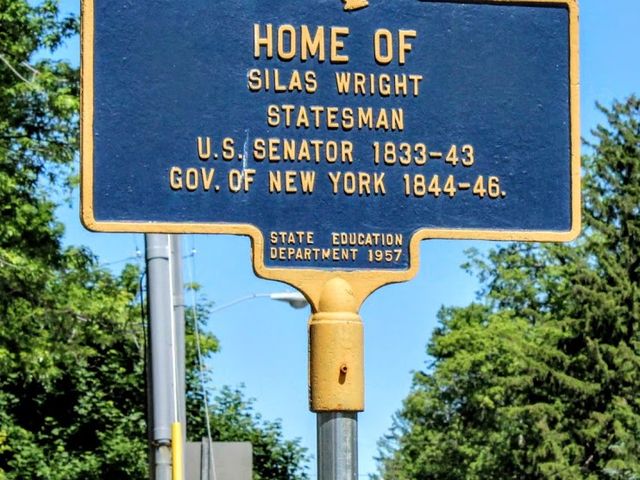 HOME OF
SILAS WRIGHT
STATESMAN
U.S. SENATOR 1833-43
GOV. OF NEW YORK 1844-46.
STATE EDUCATION
DEPARTMENT 1957